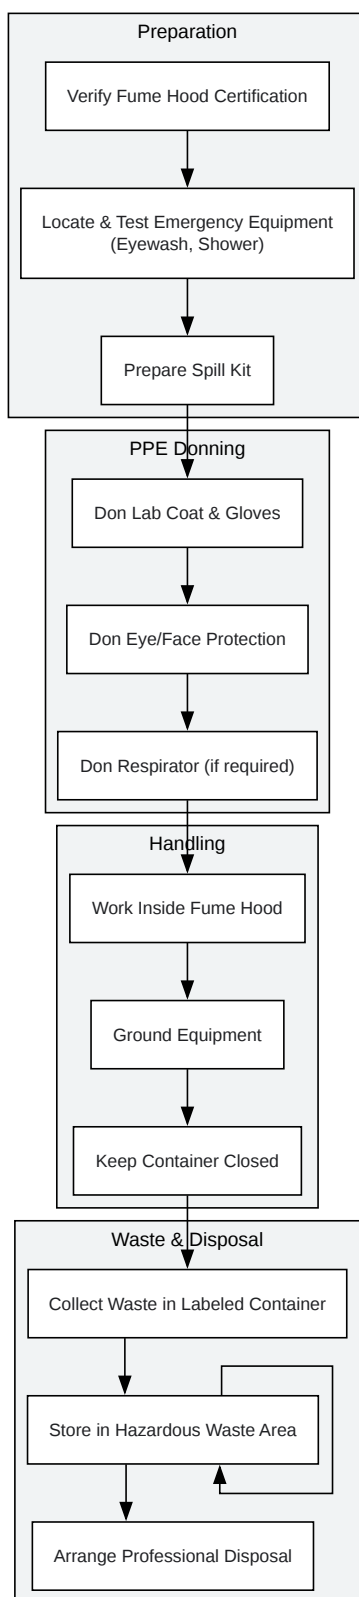 Preparation
Verify Fume Hood Certification
Locate & Test Emergency Equipment
(Eyewash, Shower)
Prepare Spill Kit
PPE Donning
Don Lab Coat & Gloves
Don Eye/Face Protection
Don Respirator (if required)
Handling
Work Inside Fume Hood
Ground Equipment
Keep Container Closed
Waste & Disposal
Collect Waste in Labeled Container
Store in Hazardous Waste Area
Arrange Professional Disposal